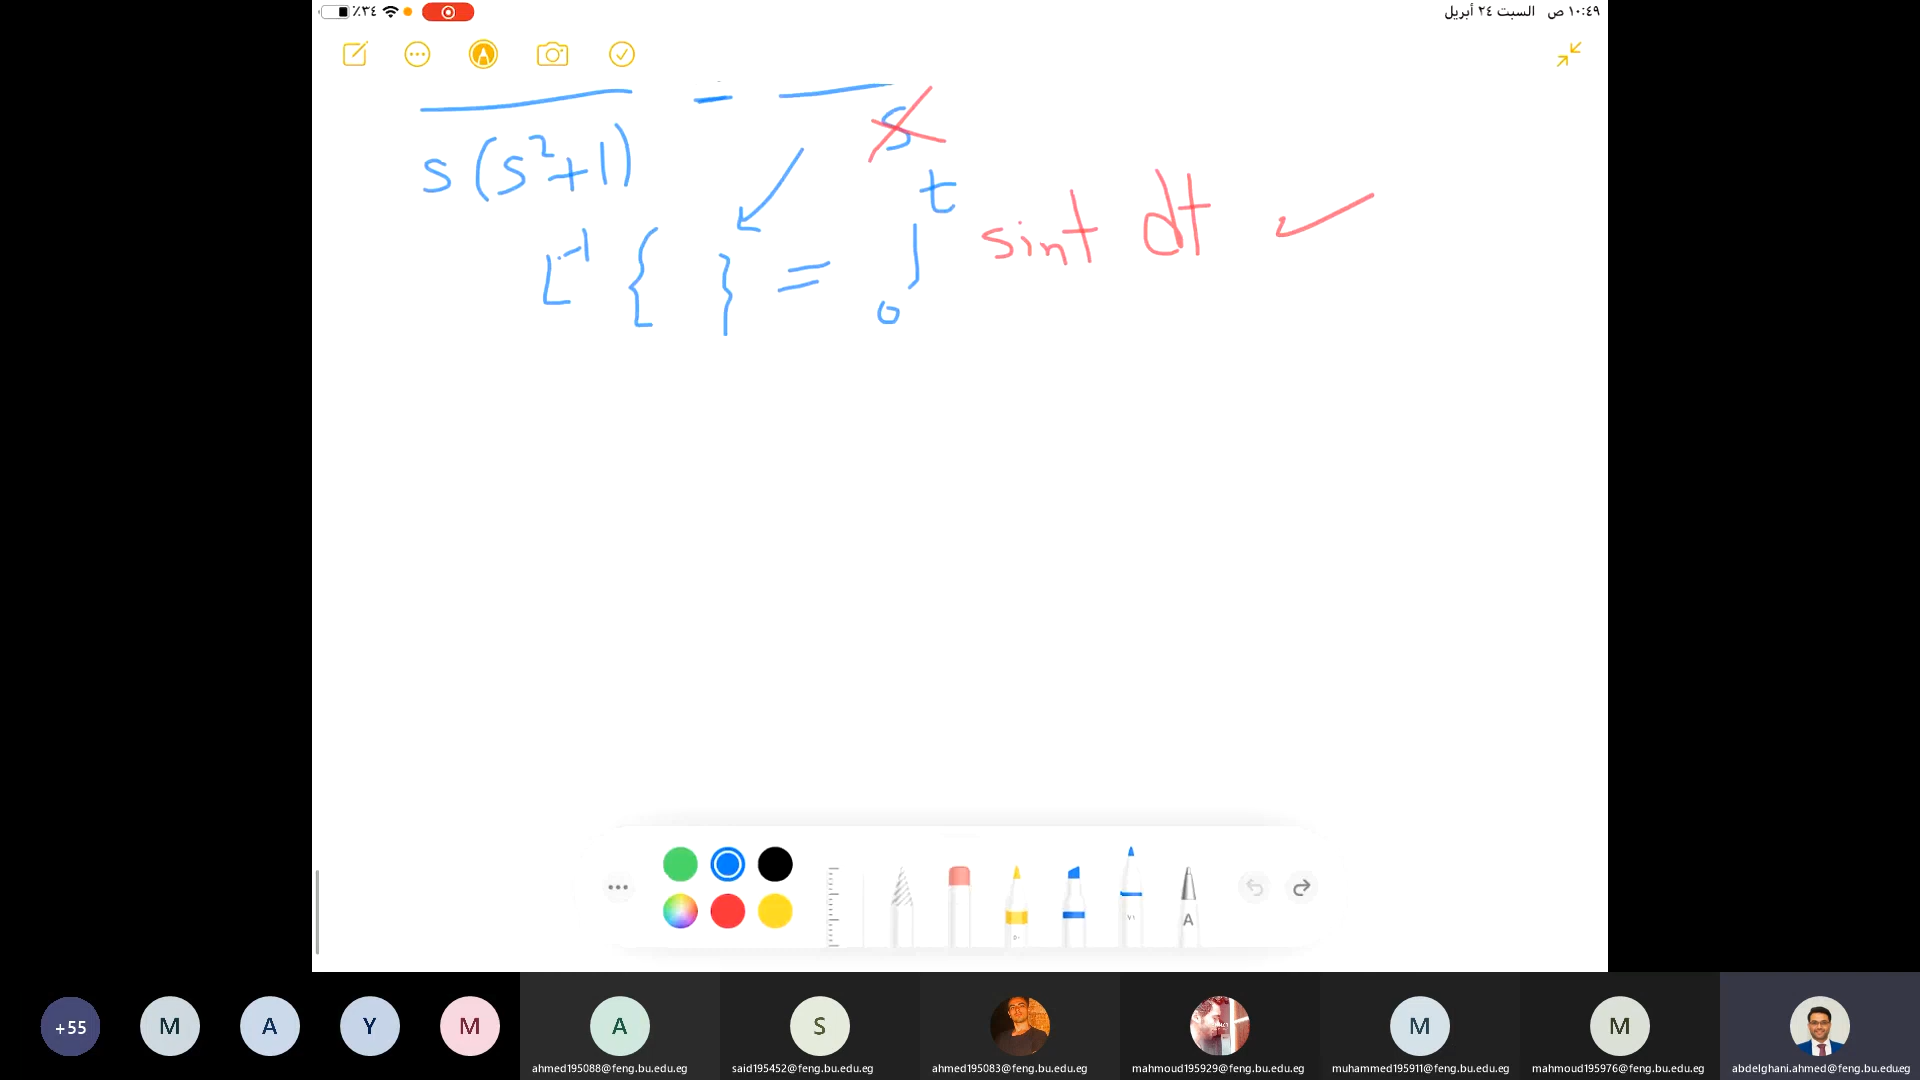 ٪٣٤
السبت ٢٤ أبريل ١٠:٤٩ ص
s
s(s²+1)
t
L⁻¹ { } = ∫ sint dt
0
A
+55 M A Y M A S M M
ahmed195088@feng.bu.edu.eg said195452@feng.bu.edu.eg ahmed195083@feng.bu.edu.eg mahmoud195929@feng.bu.edu.eg muhammed195911@feng.bu.edu.eg mahmoud195976@feng.bu.edu.eg abdelghani.ahmed@feng.bu.edu.eg